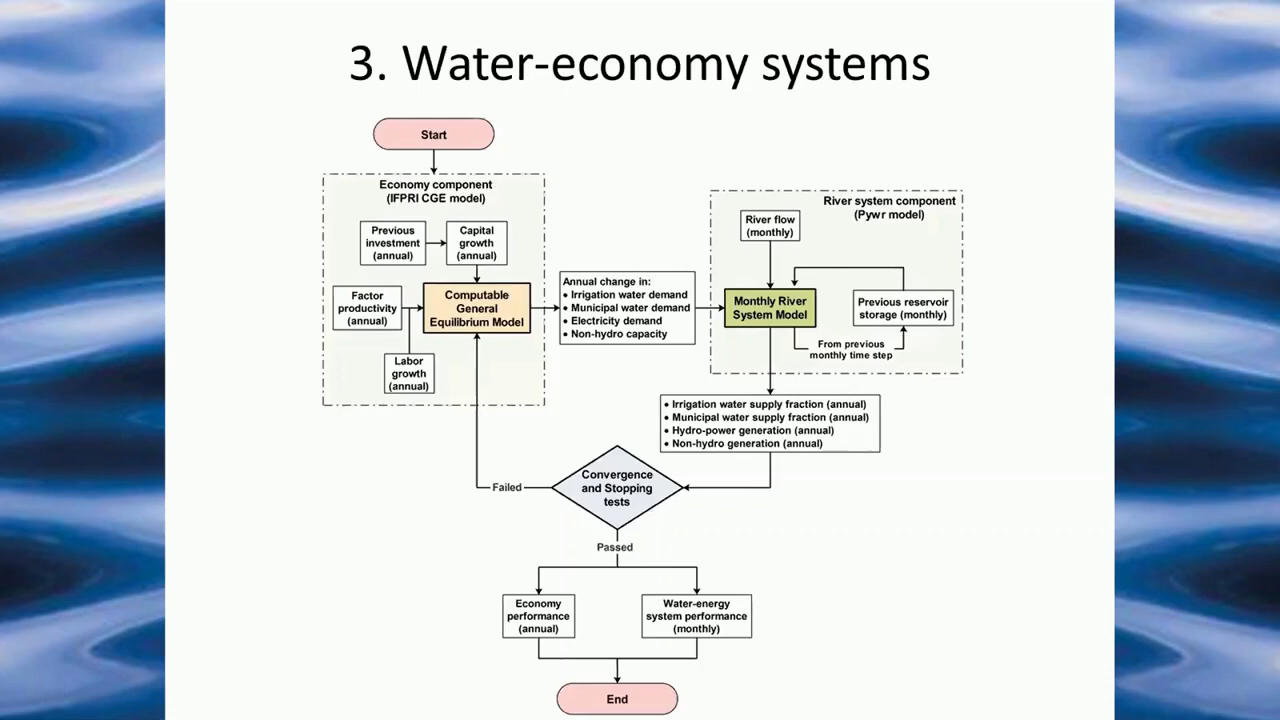 3. Water-economy systems
Start
Economy component
(IFPRI CGE model)
Previous
investment
(annual)
Capital
growth
(annual)
Factor
productivity
(annual)
Computable
General
Equilibrium Model
Labor
growth
(annual)
Annual change in:
• Irrigation water demand
• Municipal water demand
• Electricity demand
• Non-hydro capacity
River system component
(Pywr model)
River flow
(monthly)
Monthly River
System Model
Previous reservoir
storage (monthly)
From previous
monthly time step
• Irrigation water supply fraction (annual)
• Municipal water supply fraction (annual)
• Hydro-power generation (annual)
• Non-hydro generation (annual)
Convergence
and Stopping
tests
Failed
Passed
Economy
performance
(annual)
Water-energy
system performance
(monthly)
End